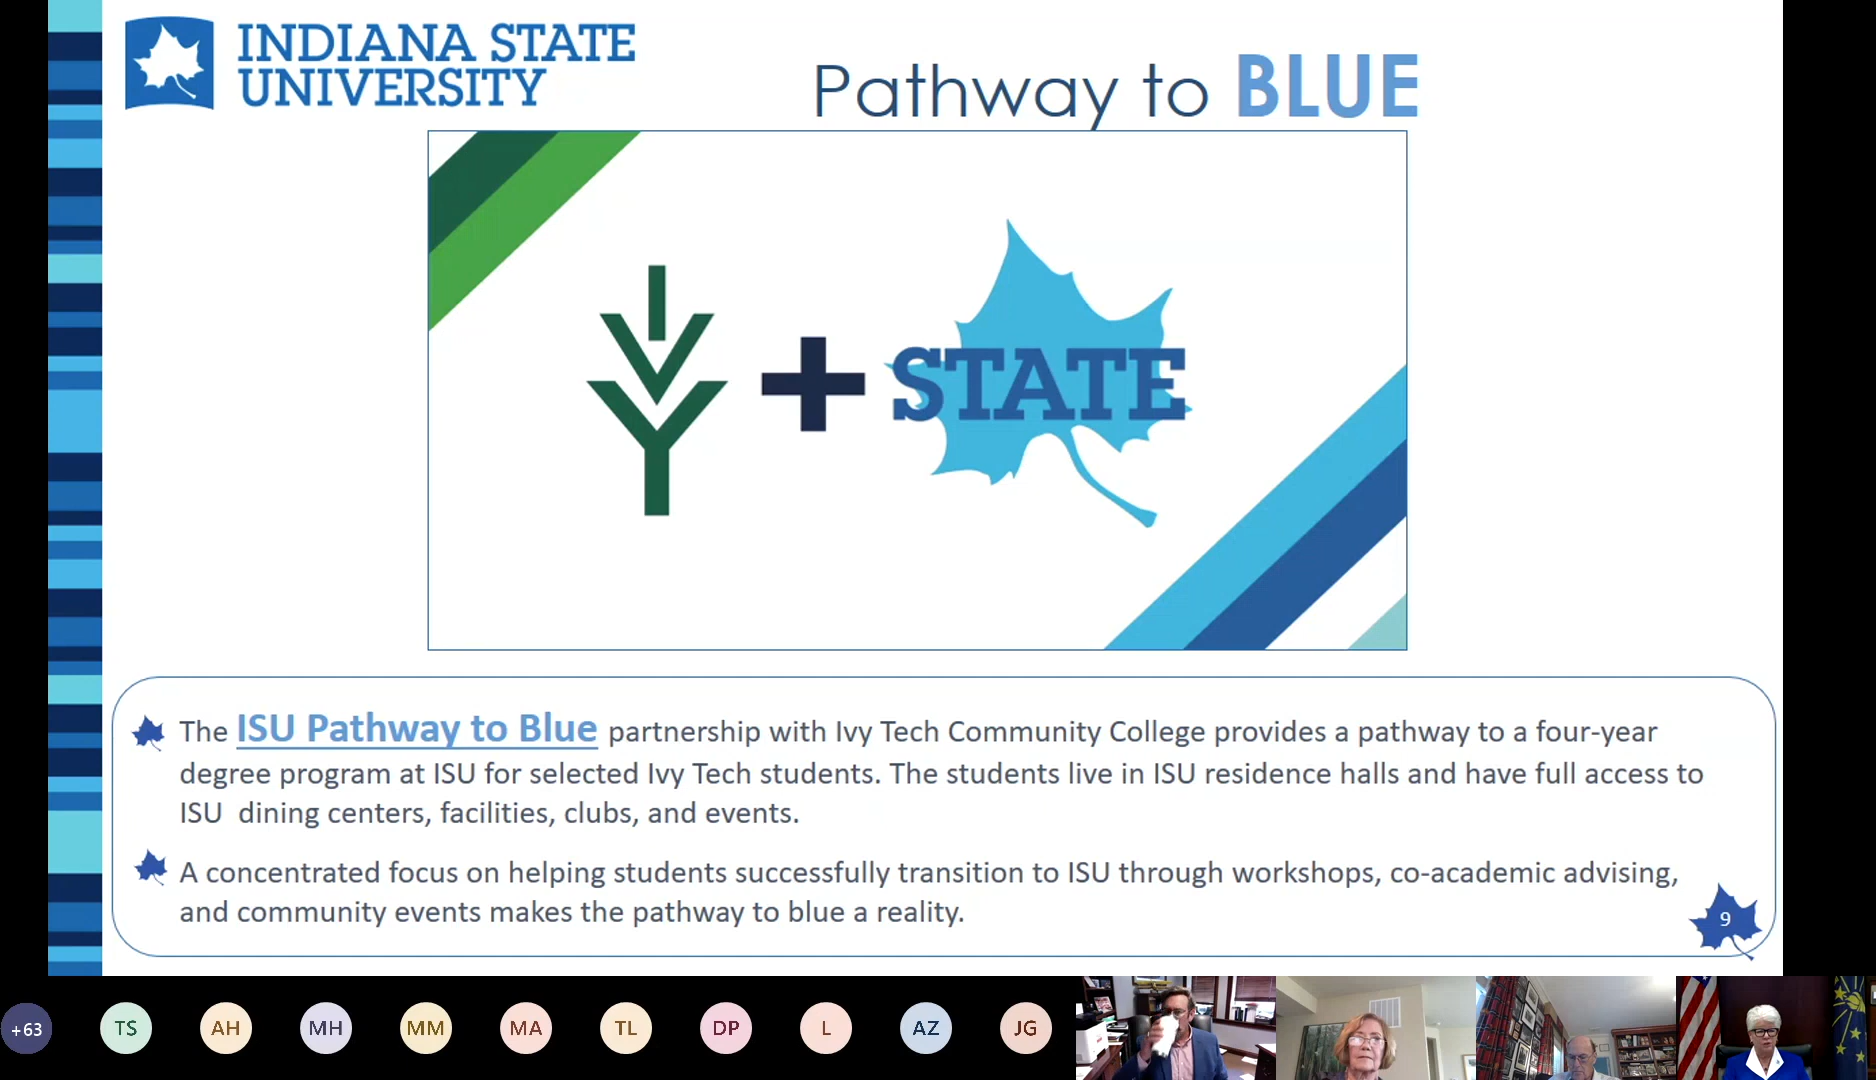 INDIANA STATE
UNIVERSITY
Pathway to BLUE
IVY
+
STATE
The ISU Pathway to Blue partnership with Ivy Tech Community College provides a pathway to a four-year
degree program at ISU for selected Ivy Tech students. The students live in ISU residence halls and have full access to
ISU dining centers, facilities, clubs, and events.
A concentrated focus on helping students successfully transition to ISU through workshops, co-academic advising,
and community events makes the pathway to blue a reality.
9
+63 TS AH MH MM MA TL DP L AZ JG